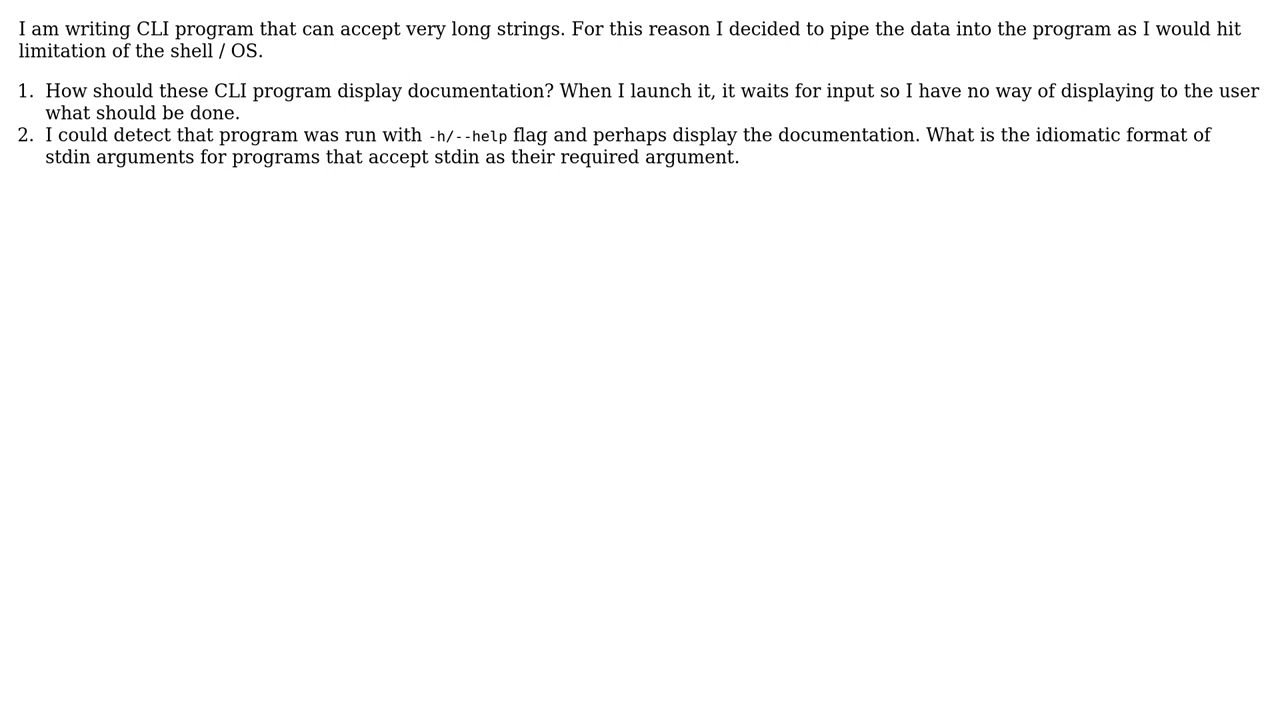 I am writing CLI program that can accept very long strings. For this reason I decided to pipe the data into the program as I would hit
limitation of the shell / OS.
1. How should these CLI program display documentation? When I launch it, it waits for input so I have no way of displaying to the user
what should be done.
2. I could detect that program was run with -h/--help flag and perhaps display the documentation. What is the idiomatic format of
stdin arguments for programs that accept stdin as their required argument.